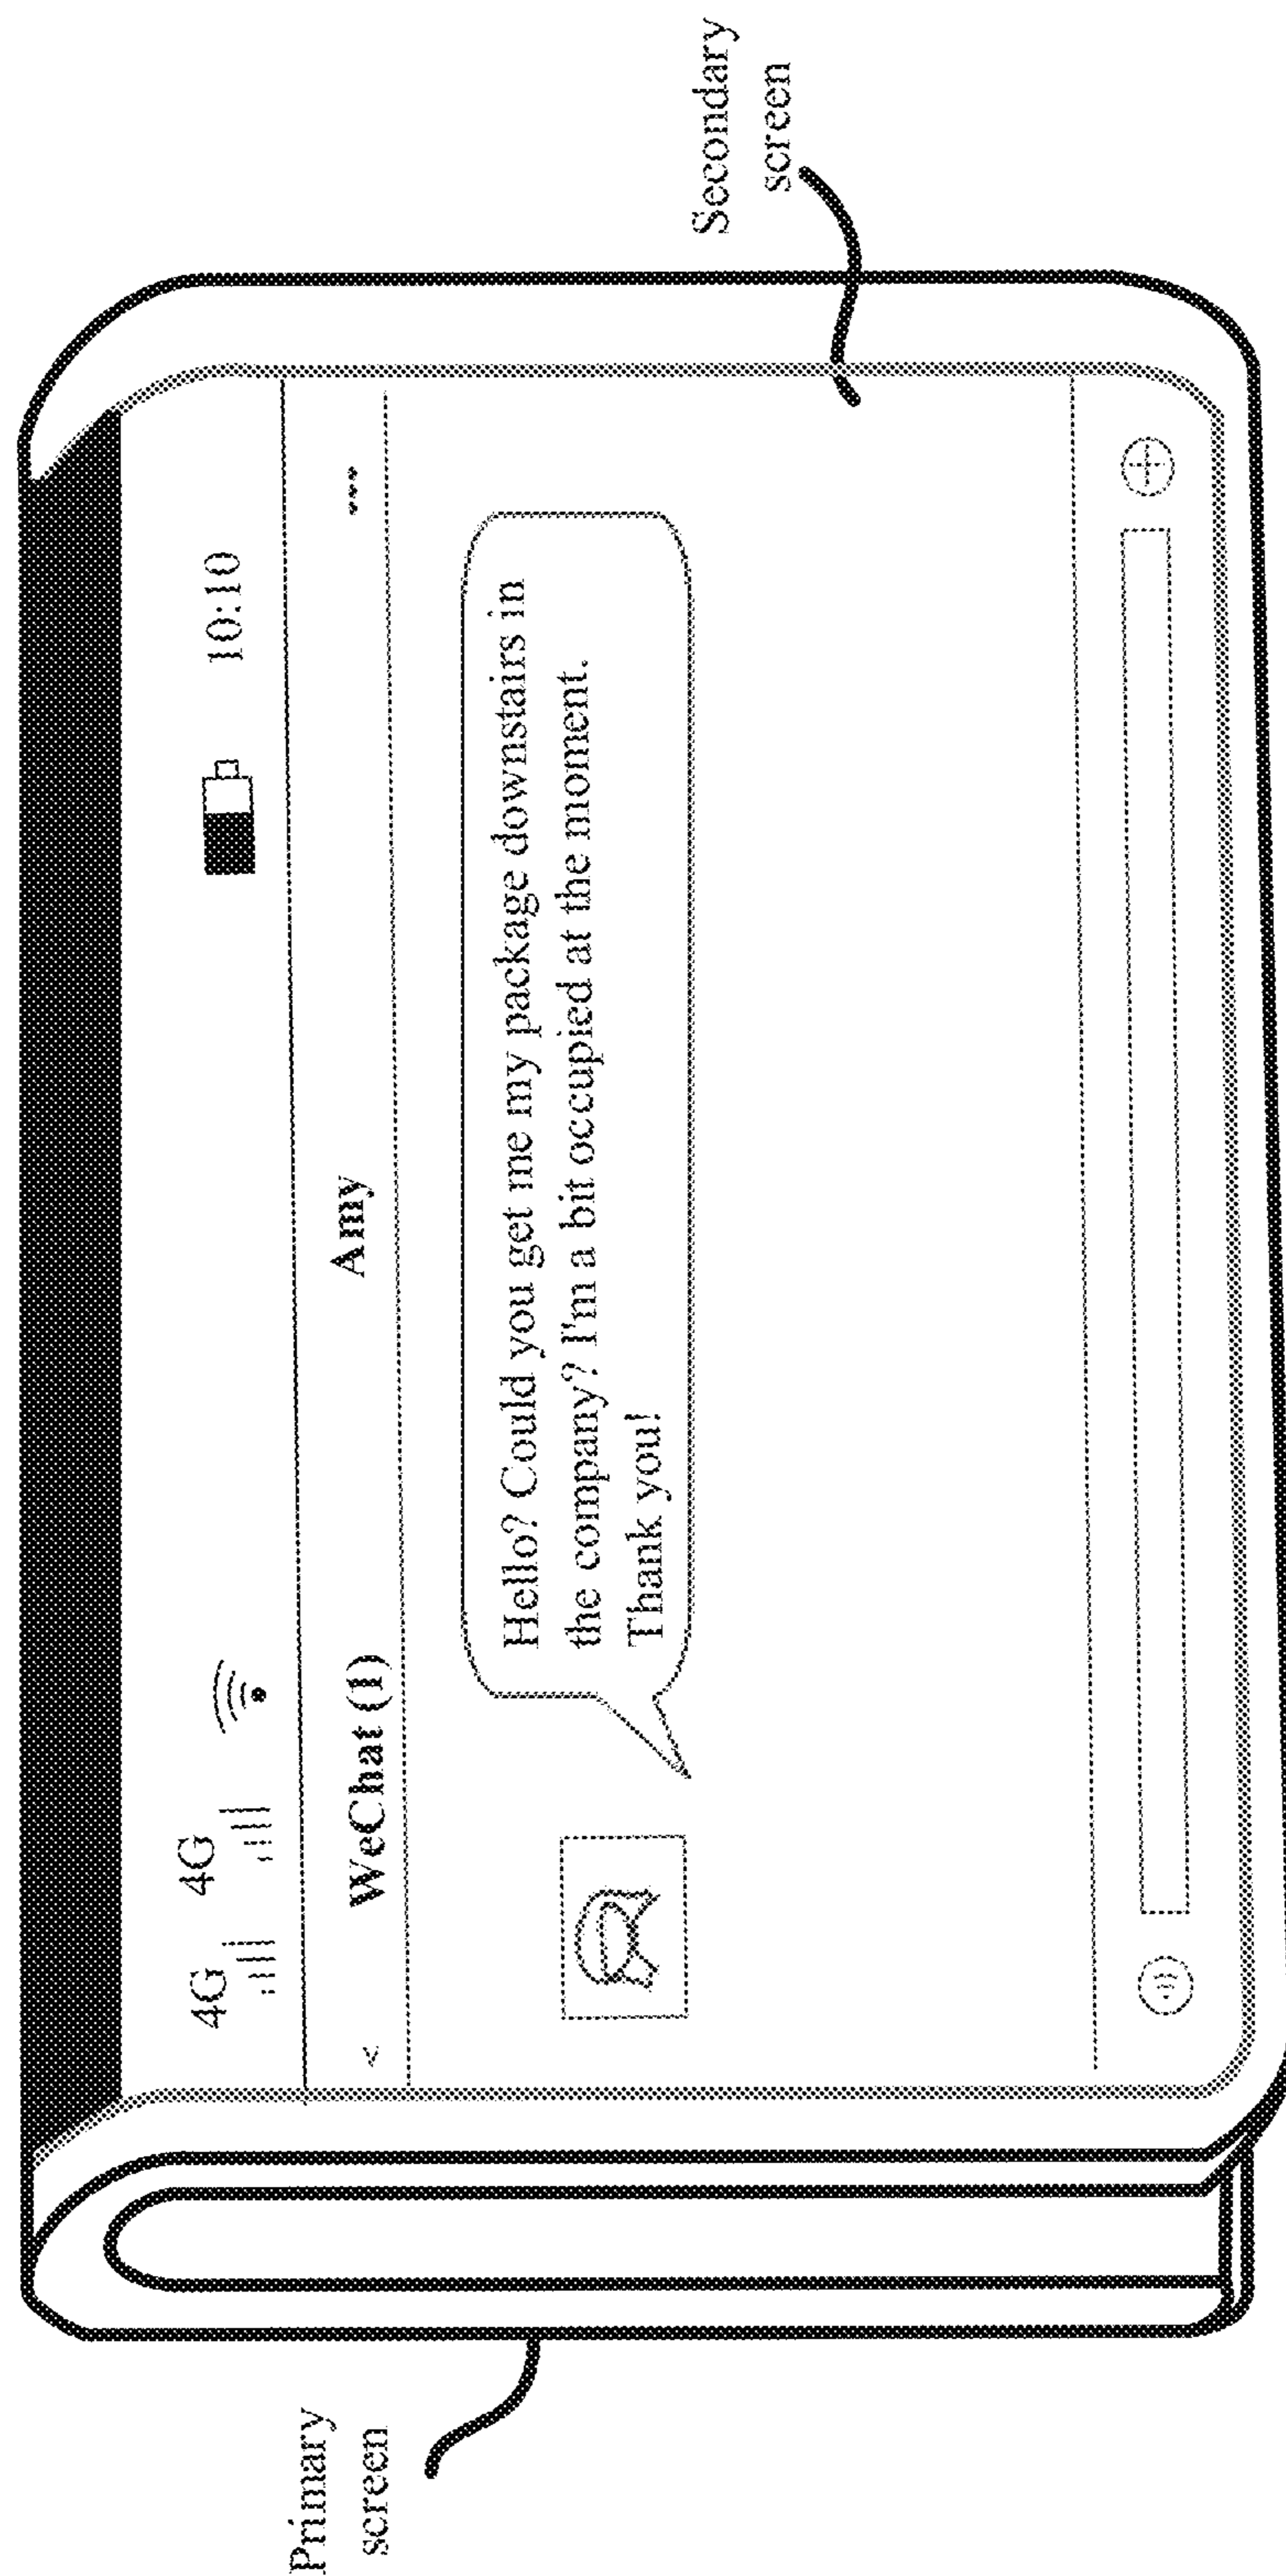 Secondary
screen
4G 4G 10:10
< WeChat (1) Amy ...
Hello? Could you get me my package downstairs in
the company? I'm a bit occupied at the moment.
Thank you!
Primary
screen